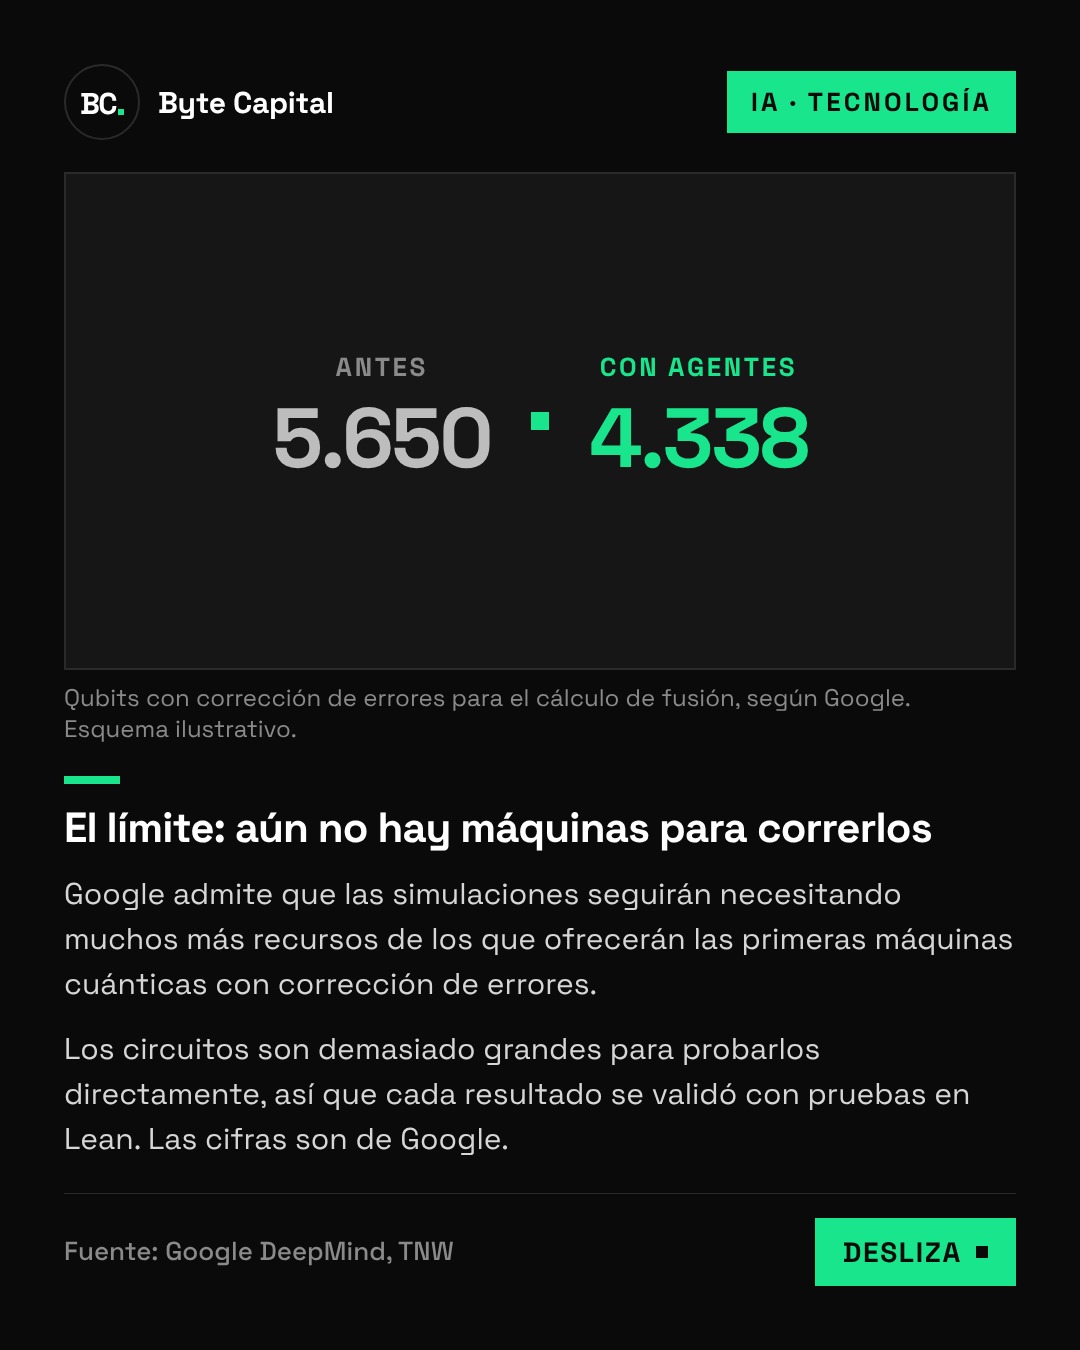 BC.
Byte Capital
IA · TECNOLOGÍA
ANTES
CON AGENTES
5.650
4.338
Qubits con corrección de errores para el cálculo de fusión, según Google.
Esquema ilustrativo.
El límite: aún no hay máquinas para correrlos
Google admite que las simulaciones seguirán necesitando
muchos más recursos de los que ofrecerán las primeras máquinas
cuánticas con corrección de errores.
Los circuitos son demasiado grandes para probarlos
directamente, así que cada resultado se validó con pruebas en
Lean. Las cifras son de Google.
Fuente: Google DeepMind, TNW
DESLIZA